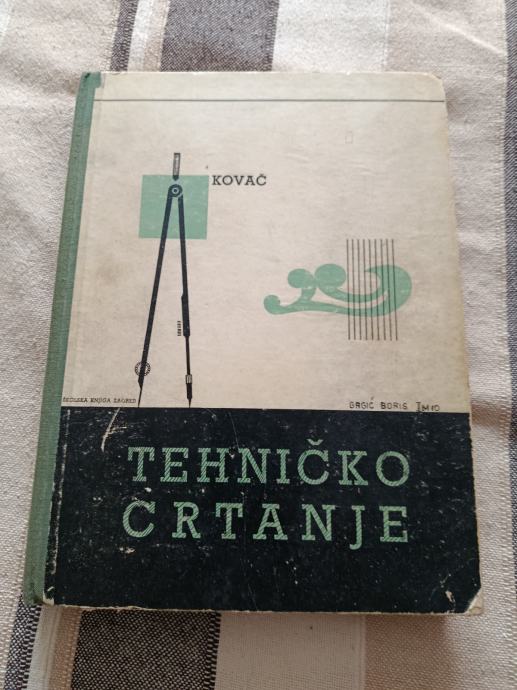 KOVAČ
ŠKOLSKA KNJIGA ZAGREB
GRGIĆ BORIS
TEHNIČKO
CRTANJE